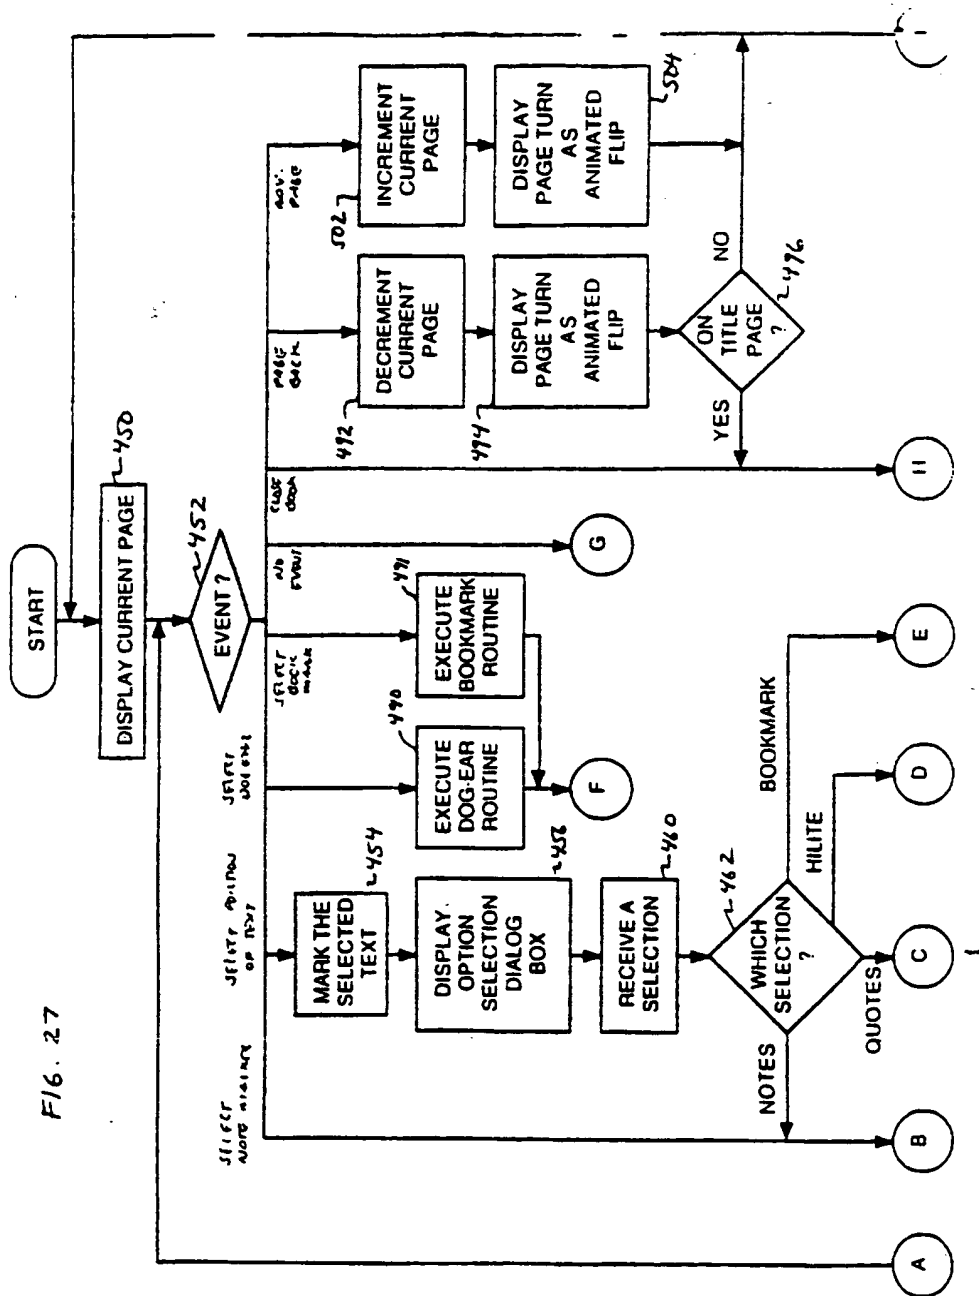 FIG. 27
START
DISPLAY CURRENT PAGE
450
EVENT ?
452
SELECT
NOTE
SELECT PORTION
OF TEXT
SELECT
DOG EAR
SELECT
BOOK
MARK
NO
EVENT
CLOSE
BOOK
PAGE
BACK
ADV.
PAGE
MARK THE
SELECTED
TEXT
454
DISPLAY
OPTION
SELECTION
DIALOG
BOX
RECEIVE A
SELECTION
460
WHICH
SELECTION
?
462
NOTES
QUOTES
HILITE
BOOKMARK
EXECUTE
DOG-EAR
ROUTINE
490
EXECUTE
BOOKMARK
ROUTINE
491
DECREMENT
CURRENT
PAGE
492
DISPLAY
PAGE TURN
AS
ANIMATED
FLIP
494
ON
TITLE
PAGE
?
496
YES
NO
INCREMENT
CURRENT
PAGE
502
DISPLAY
PAGE TURN
AS
ANIMATED
FLIP
504
A
B
C
D
E
F
G
H
I